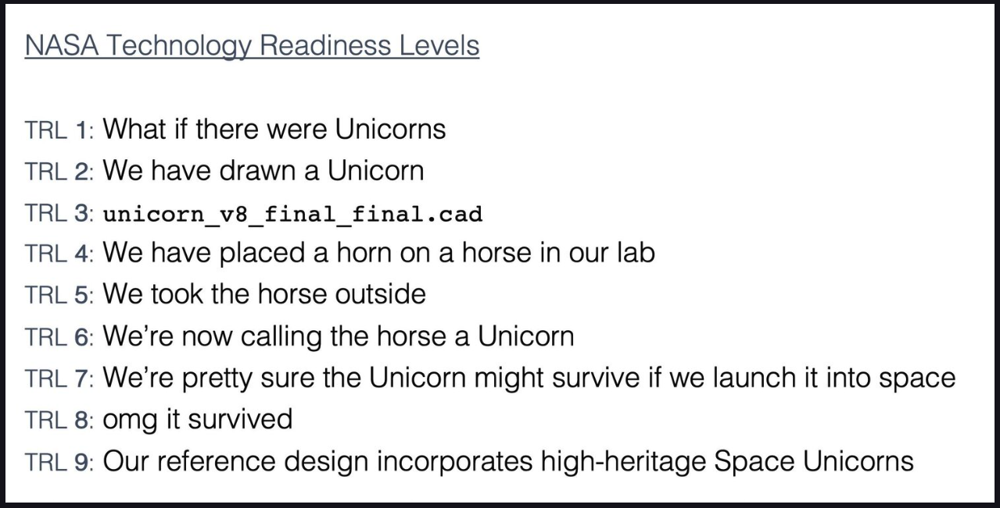 NASA Technology Readiness Levels
TRL 1: What if there were Unicorns
TRL 2: We have drawn a Unicorn
TRL 3: unicorn_v8_final_final.cad
TRL 4: We have placed a horn on a horse in our lab
TRL 5: We took the horse outside
TRL 6: We’re now calling the horse a Unicorn
TRL 7: We’re pretty sure the Unicorn might survive if we launch it into space
TRL 8: omg it survived
TRL 9: Our reference design incorporates high-heritage Space Unicorns